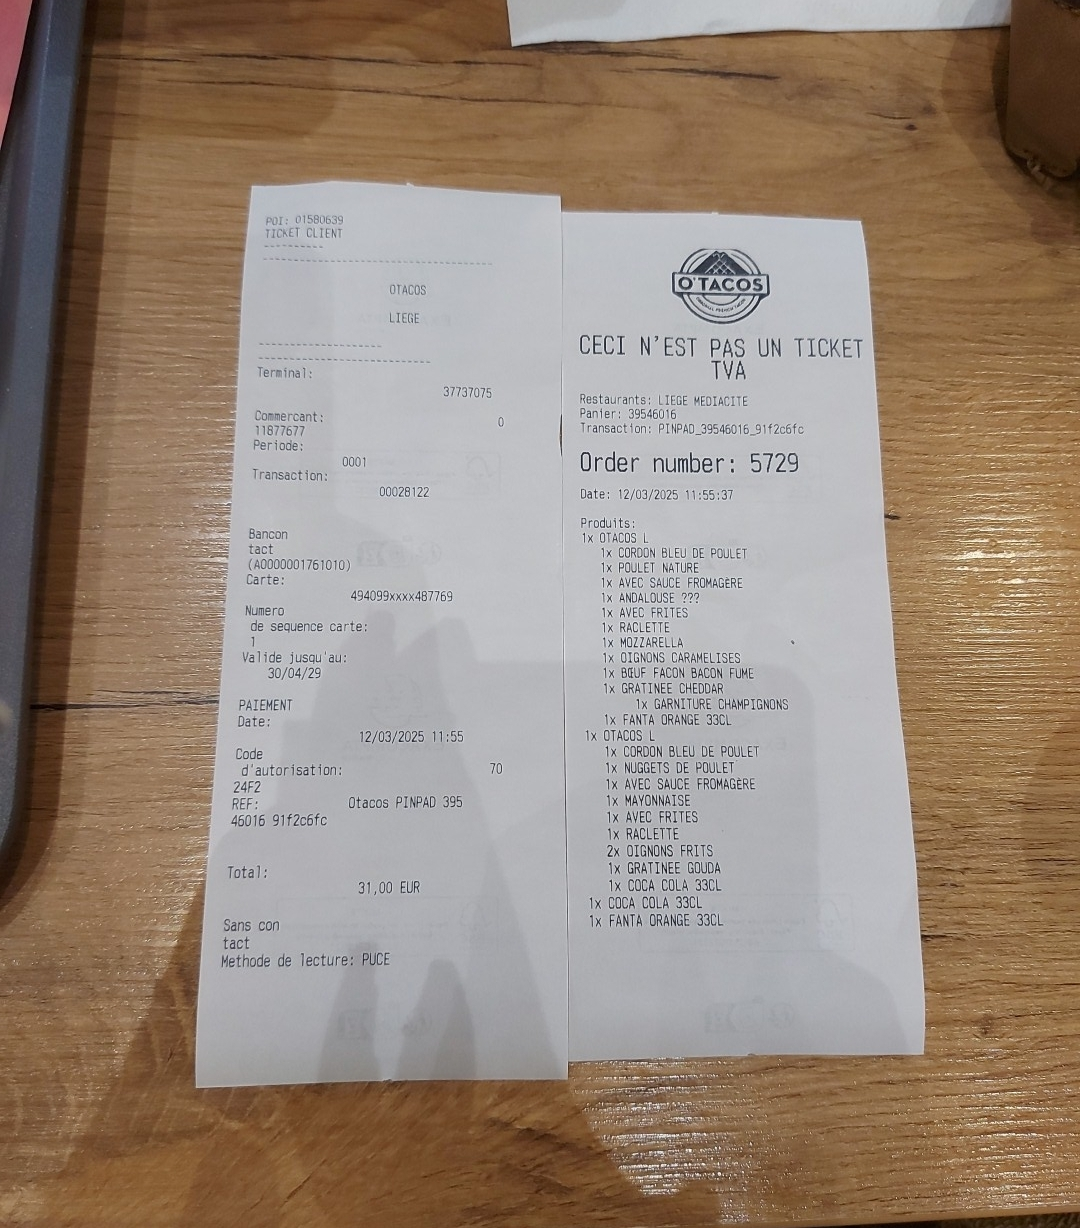 POI: 01580639
TICKET CLIENT
----------
---------------------------------------
OTACOS
LIEGE
---------------------
-----------------------------
Terminal:
37737075
Commercant: 0
11877677
Periode:
0001
Transaction:
00028122
Bancon
tact
(A0000001761010)
Carte:
494099xxxx487769
Numero
de sequence carte:
1
Valide jusqu'au:
30/04/29
PAIEMENT
Date:
12/03/2025 11:55
Code
d'autorisation: 70
24F2
REF: Otacos PINPAD 395
46016 91f2c6fc
Total:
31,00 EUR
Sans con
tact
Methode de lecture: PUCE
O'TACOS
ORIGINAL FRENCH TACOS
CECI N'EST PAS UN TICKET
TVA
Restaurants: LIEGE MEDIACITE
Panier: 39546016
Transaction: PINPAD_39546016_91f2c6fc
Order number: 5729
Date: 12/03/2025 11:55:37
Produits:
1x OTACOS L
1x CORDON BLEU DE POULET
1x POULET NATURE
1x AVEC SAUCE FROMAGÈRE
1x ANDALOUSE ???
1x AVEC FRITES
1x RACLETTE
1x MOZZARELLA
1x OIGNONS CARAMELISES
1x BŒUF FACON BACON FUME
1x GRATINEE CHEDDAR
1x GARNITURE CHAMPIGNONS
1x FANTA ORANGE 33CL
1x OTACOS L
1x CORDON BLEU DE POULET
1x NUGGETS DE POULET
1x AVEC SAUCE FROMAGÈRE
1x MAYONNAISE
1x AVEC FRITES
1x RACLETTE
2x OIGNONS FRITS
1x GRATINEE GOUDA
1x COCA COLA 33CL
1x COCA COLA 33CL
1x FANTA ORANGE 33CL